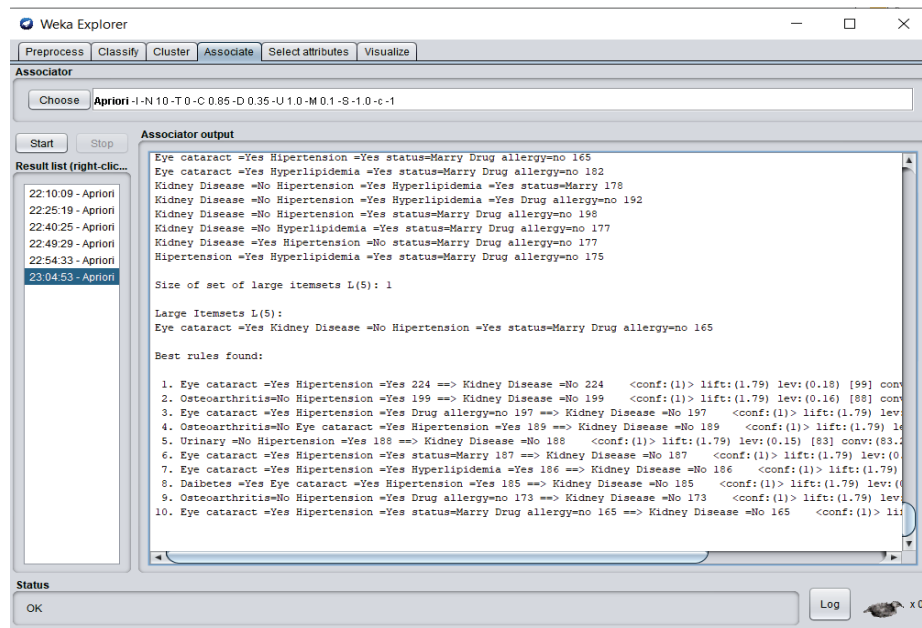 Weka Explorer
Preprocess Classify Cluster Associate Select attributes Visualize
Associator
Choose Apriori -I -N 10 -T 0 -C 0.85 -D 0.35 -U 1.0 -M 0.1 -S -1.0 -c -1
Start Stop
Result list (right-clic...
22:10:09 - Apriori
22:25:19 - Apriori
22:40:25 - Apriori
22:49:29 - Apriori
22:54:33 - Apriori
23:04:53 - Apriori
Associator output
Eye cataract =Yes Hipertension =Yes status=Marry Drug allergy=no 165
Eye cataract =Yes Hyperlipidemia =Yes status=Marry Drug allergy=no 182
Kidney Disease =No Hipertension =Yes Hyperlipidemia =Yes status=Marry 178
Kidney Disease =No Hipertension =Yes Hyperlipidemia =Yes Drug allergy=no 192
Kidney Disease =No Hipertension =Yes status=Marry Drug allergy=no 198
Kidney Disease =No Hyperlipidemia =Yes status=Marry Drug allergy=no 177
Kidney Disease =Yes Hipertension =No status=Marry Drug allergy=no 177
Hipertension =Yes Hyperlipidemia =Yes status=Marry Drug allergy=no 175
Size of set of large itemsets L(5): 1
Large Itemsets L(5):
Eye cataract =Yes Kidney Disease =No Hipertension =Yes status=Marry Drug allergy=no 165
Best rules found:
1. Eye cataract =Yes Hipertension =Yes 224 ==> Kidney Disease =No 224 <conf:(1)> lift:(1.79) lev:(0.18) [99] con
2. Osteoarthritis=No Hipertension =Yes 199 ==> Kidney Disease =No 199 <conf:(1)> lift:(1.79) lev:(0.16) [88] con
3. Eye cataract =Yes Hipertension =Yes Drug allergy=no 197 ==> Kidney Disease =No 197 <conf:(1)> lift:(1.79) lev
4. Osteoarthritis=No Eye cataract =Yes Hipertension =Yes 189 ==> Kidney Disease =No 189 <conf:(1)> lift:(1.79) le
5. Urinary =No Hipertension =Yes 188 ==> Kidney Disease =No 188 <conf:(1)> lift:(1.79) lev:(0.15) [83] conv:(83.2
6. Eye cataract =Yes Hipertension =Yes status=Marry 187 ==> Kidney Disease =No 187 <conf:(1)> lift:(1.79) lev:(0.
7. Eye cataract =Yes Hipertension =Yes Hyperlipidemia =Yes 186 ==> Kidney Disease =No 186 <conf:(1)> lift:(1.79)
8. Daibetes =Yes Eye cataract =Yes Hipertension =Yes 185 ==> Kidney Disease =No 185 <conf:(1)> lift:(1.79) lev:(
9. Osteoarthritis=No Hipertension =Yes Drug allergy=no 173 ==> Kidney Disease =No 173 <conf:(1)> lift:(1.79) lev:
10. Eye cataract =Yes Hipertension =Yes status=Marry Drug allergy=no 165 ==> Kidney Disease =No 165 <conf:(1)> li
Status
OK
Log
x 0